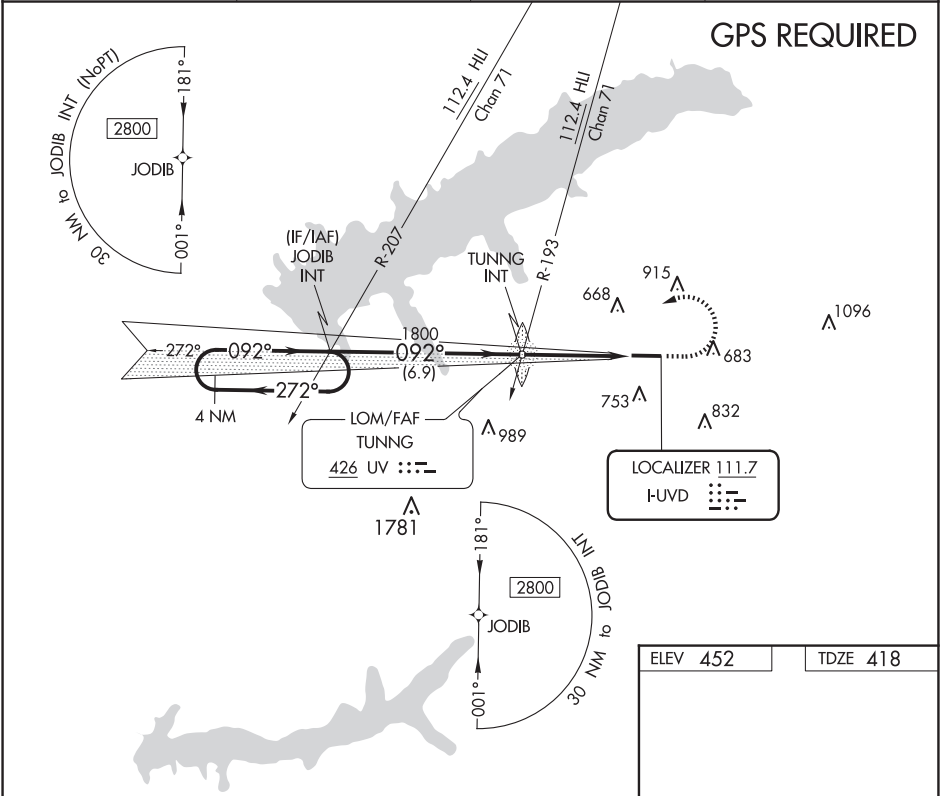 GPS REQUIRED
30 NM to JODIB INT (NoPT)
181°
2800
JODIB
001°
112.4 HLI
Chan 71
112.4 HLI
Chan 71
R-207
R-193
(IF/IAF)
JODIB
INT
TUNNG
INT
915
668
1096
683
1800
272°
092°
092°
(6.9)
272°
4 NM
753
832
LOM/FAF
TUNNG
426 UV
989
LOCALIZER 111.7
I-UVD
1781
181°
2800
JODIB
001°
30 NM to JODIB INT
ELEV 452
TDZE 418